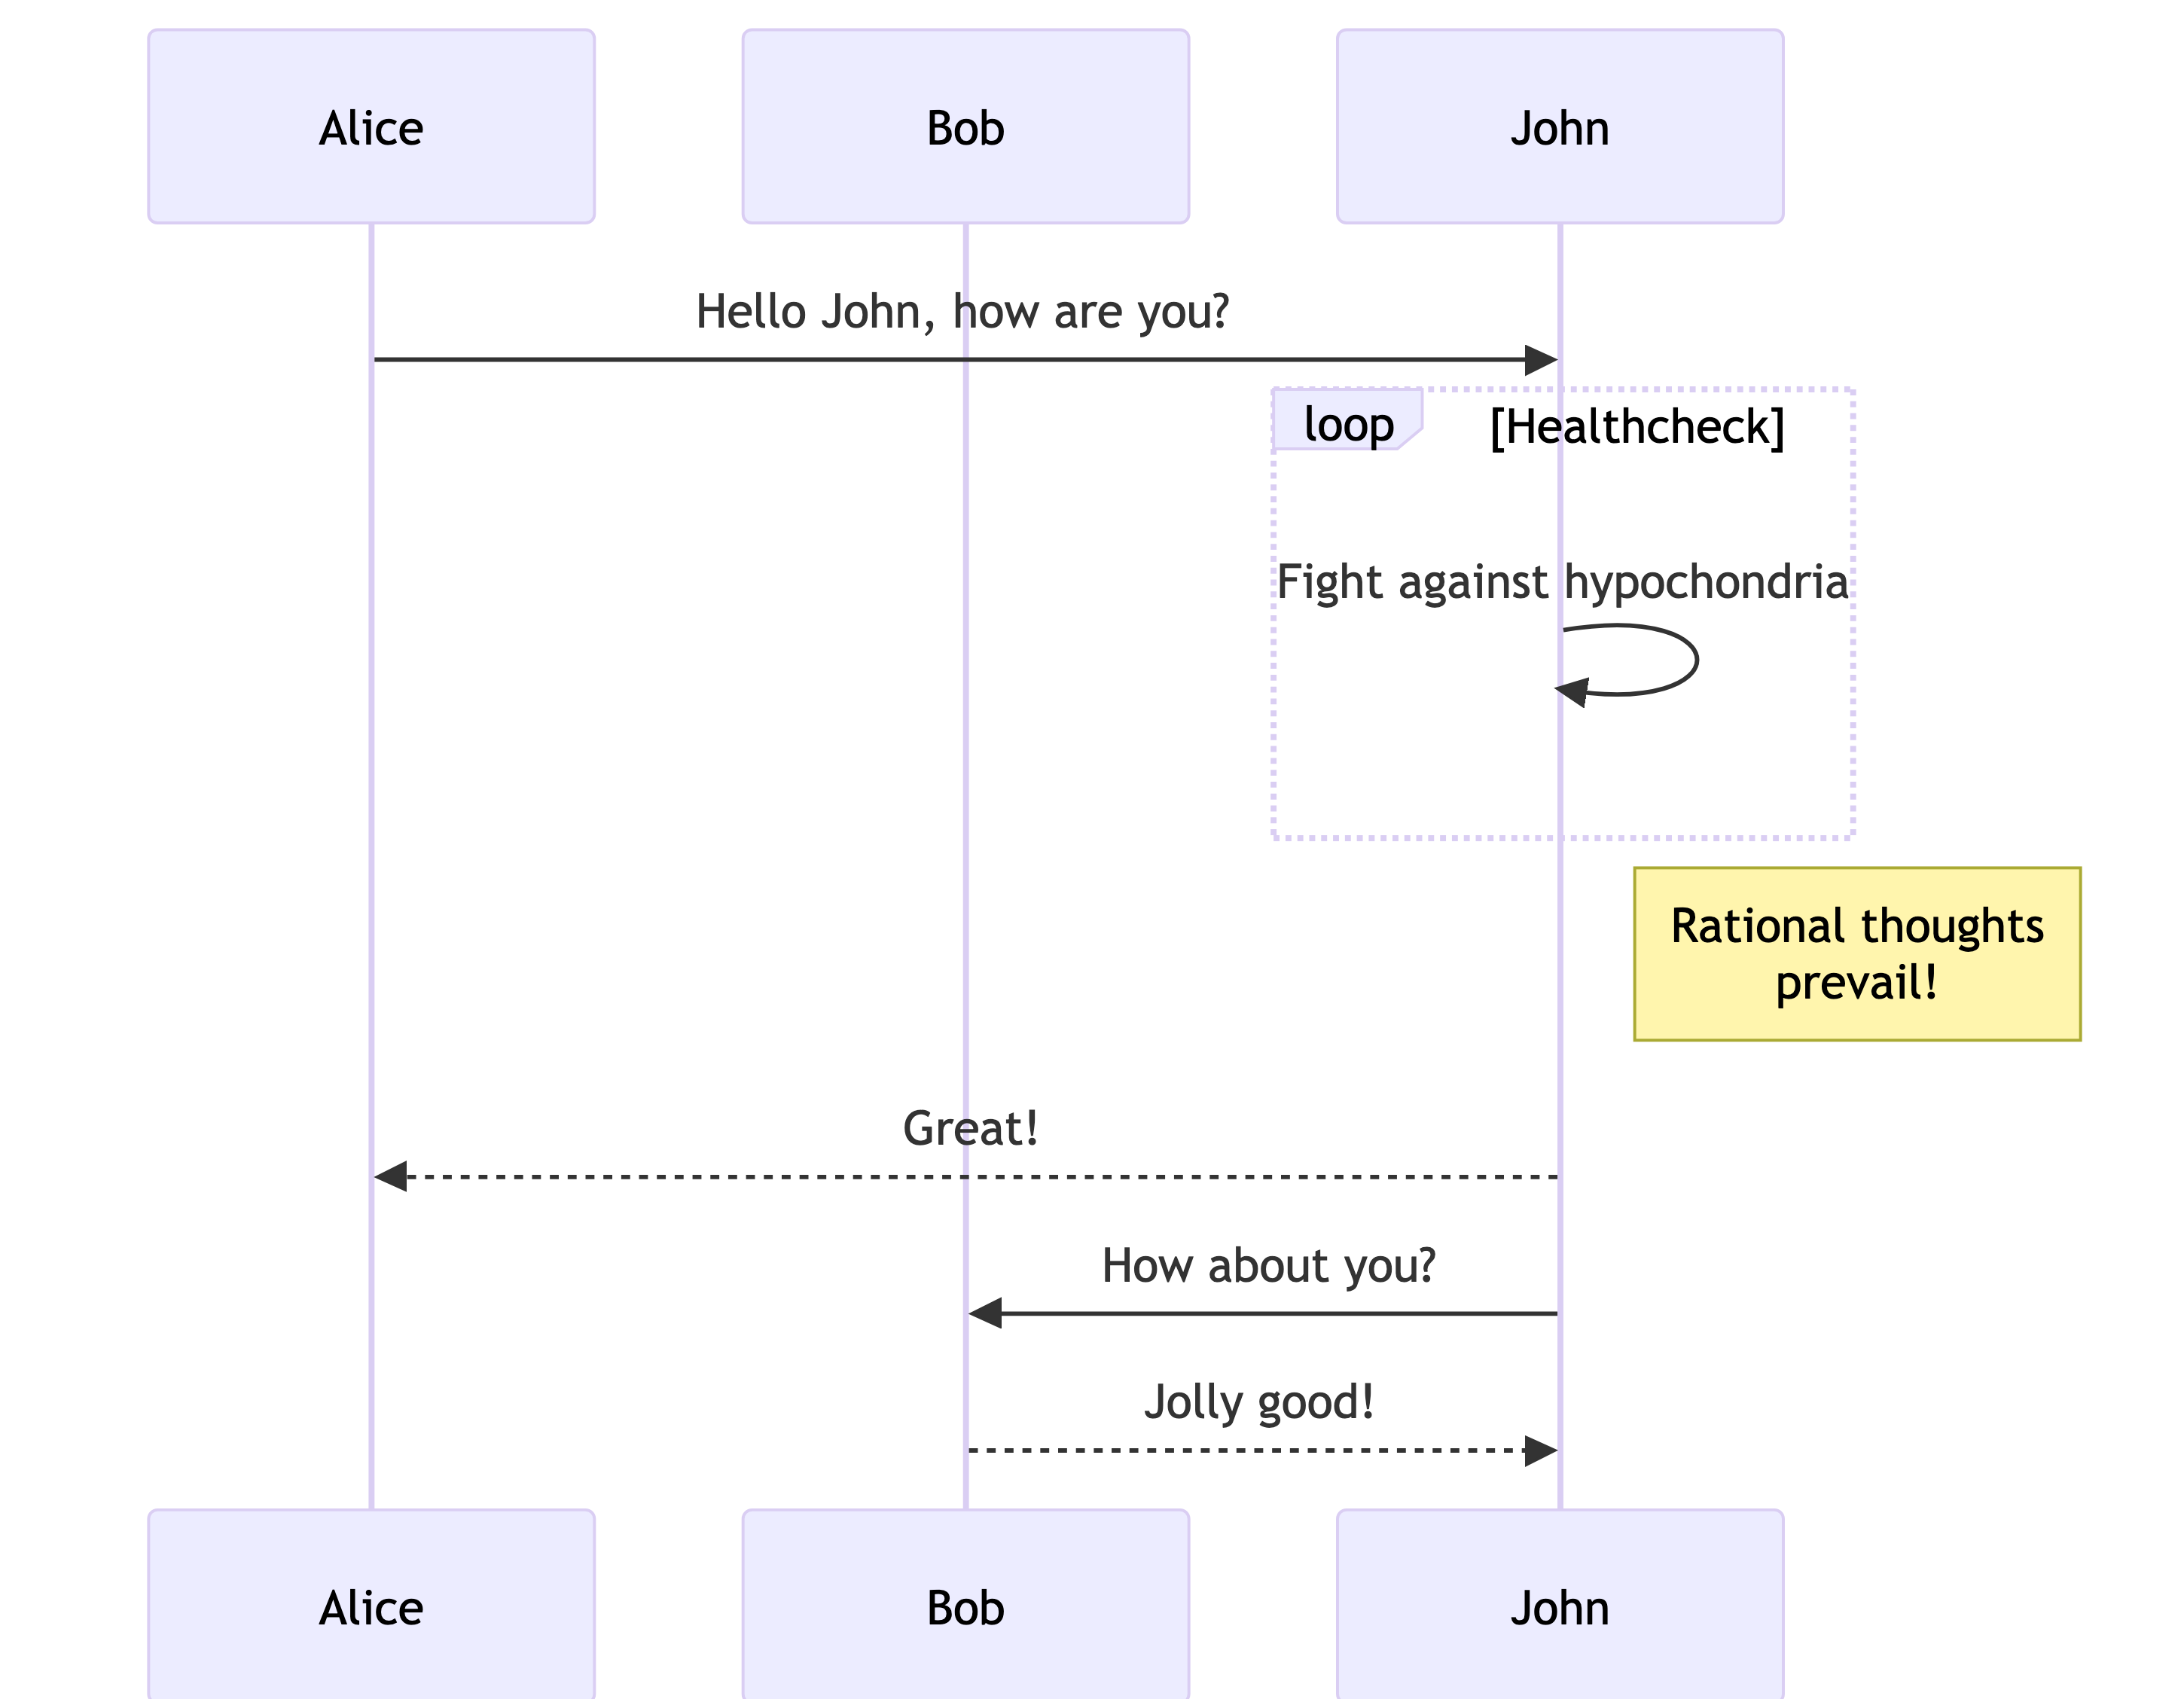 Alice
Bob
John
Hello John, how are you?
loop
[Healthcheck]
Fight against hypochondria
Rational thoughts
prevail!
Great!
How about you?
Jolly good!
Alice
Bob
John